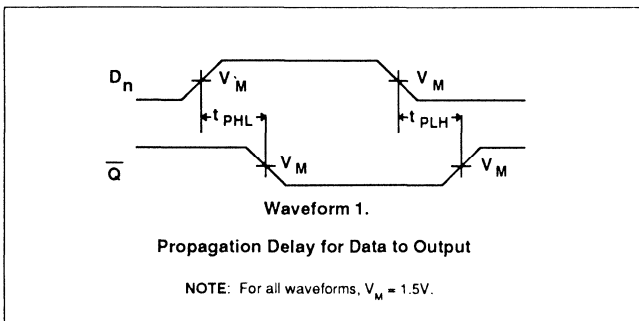 Dn VM VM
tPHL tPLH
Q̅ VM VM
Waveform 1.
Propagation Delay for Data to Output
NOTE: For all waveforms, VM = 1.5V.